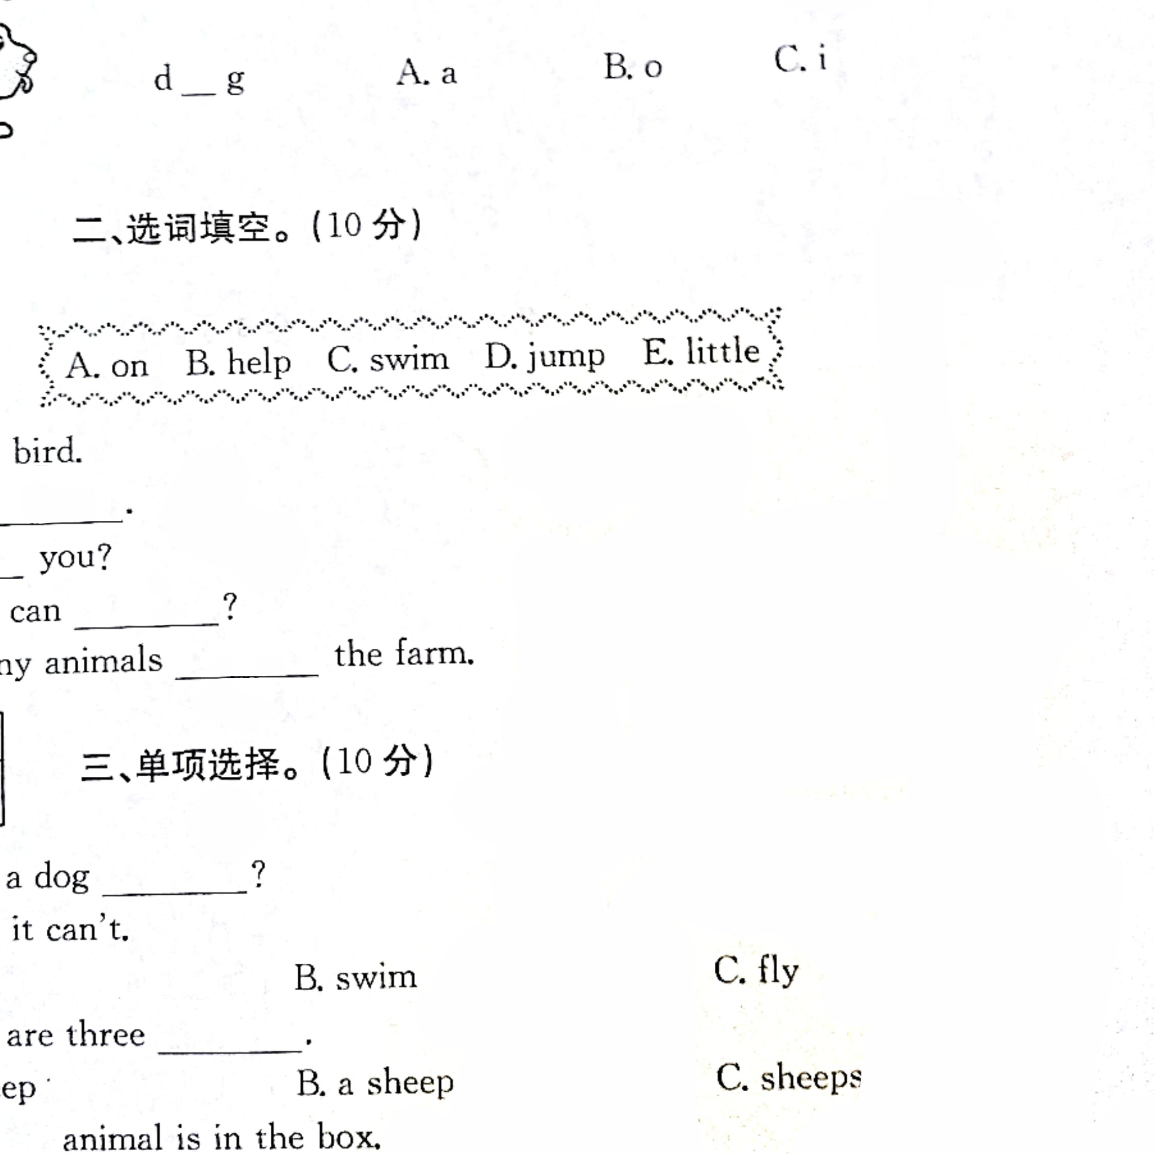 d __ g A. a B. o C. i
二、选词填空。(10 分)
A. on B. help C. swim D. jump E. little
bird.
________.
__ you?
can ________?
animals ________ the farm.
三、单项选择。(10 分)
a dog ________?
it can't.
B. swim C. fly
are three ________.
B. a sheep C. sheeps
animal is in the box.